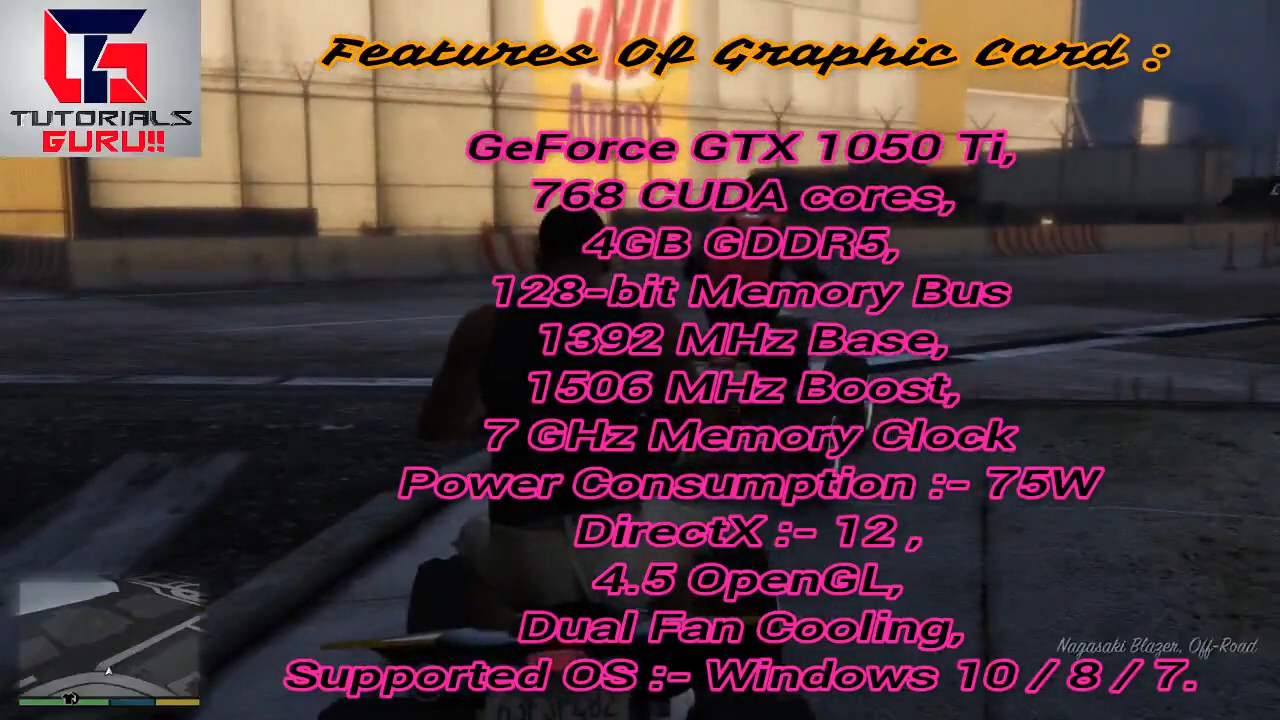 TUTORIALS
GURU!!
Features Of Graphic Card :
GeForce GTX 1050 Ti,
768 CUDA cores,
4GB GDDR5,
128-bit Memory Bus
1392 MHz Base,
1506 MHz Boost,
7 GHz Memory Clock
Power Consumption :- 75W
DirectX :- 12 ,
4.5 OpenGL,
Dual Fan Cooling,
Supported OS :- Windows 10 / 8 / 7.
Nagasaki Blazer, Off-Road